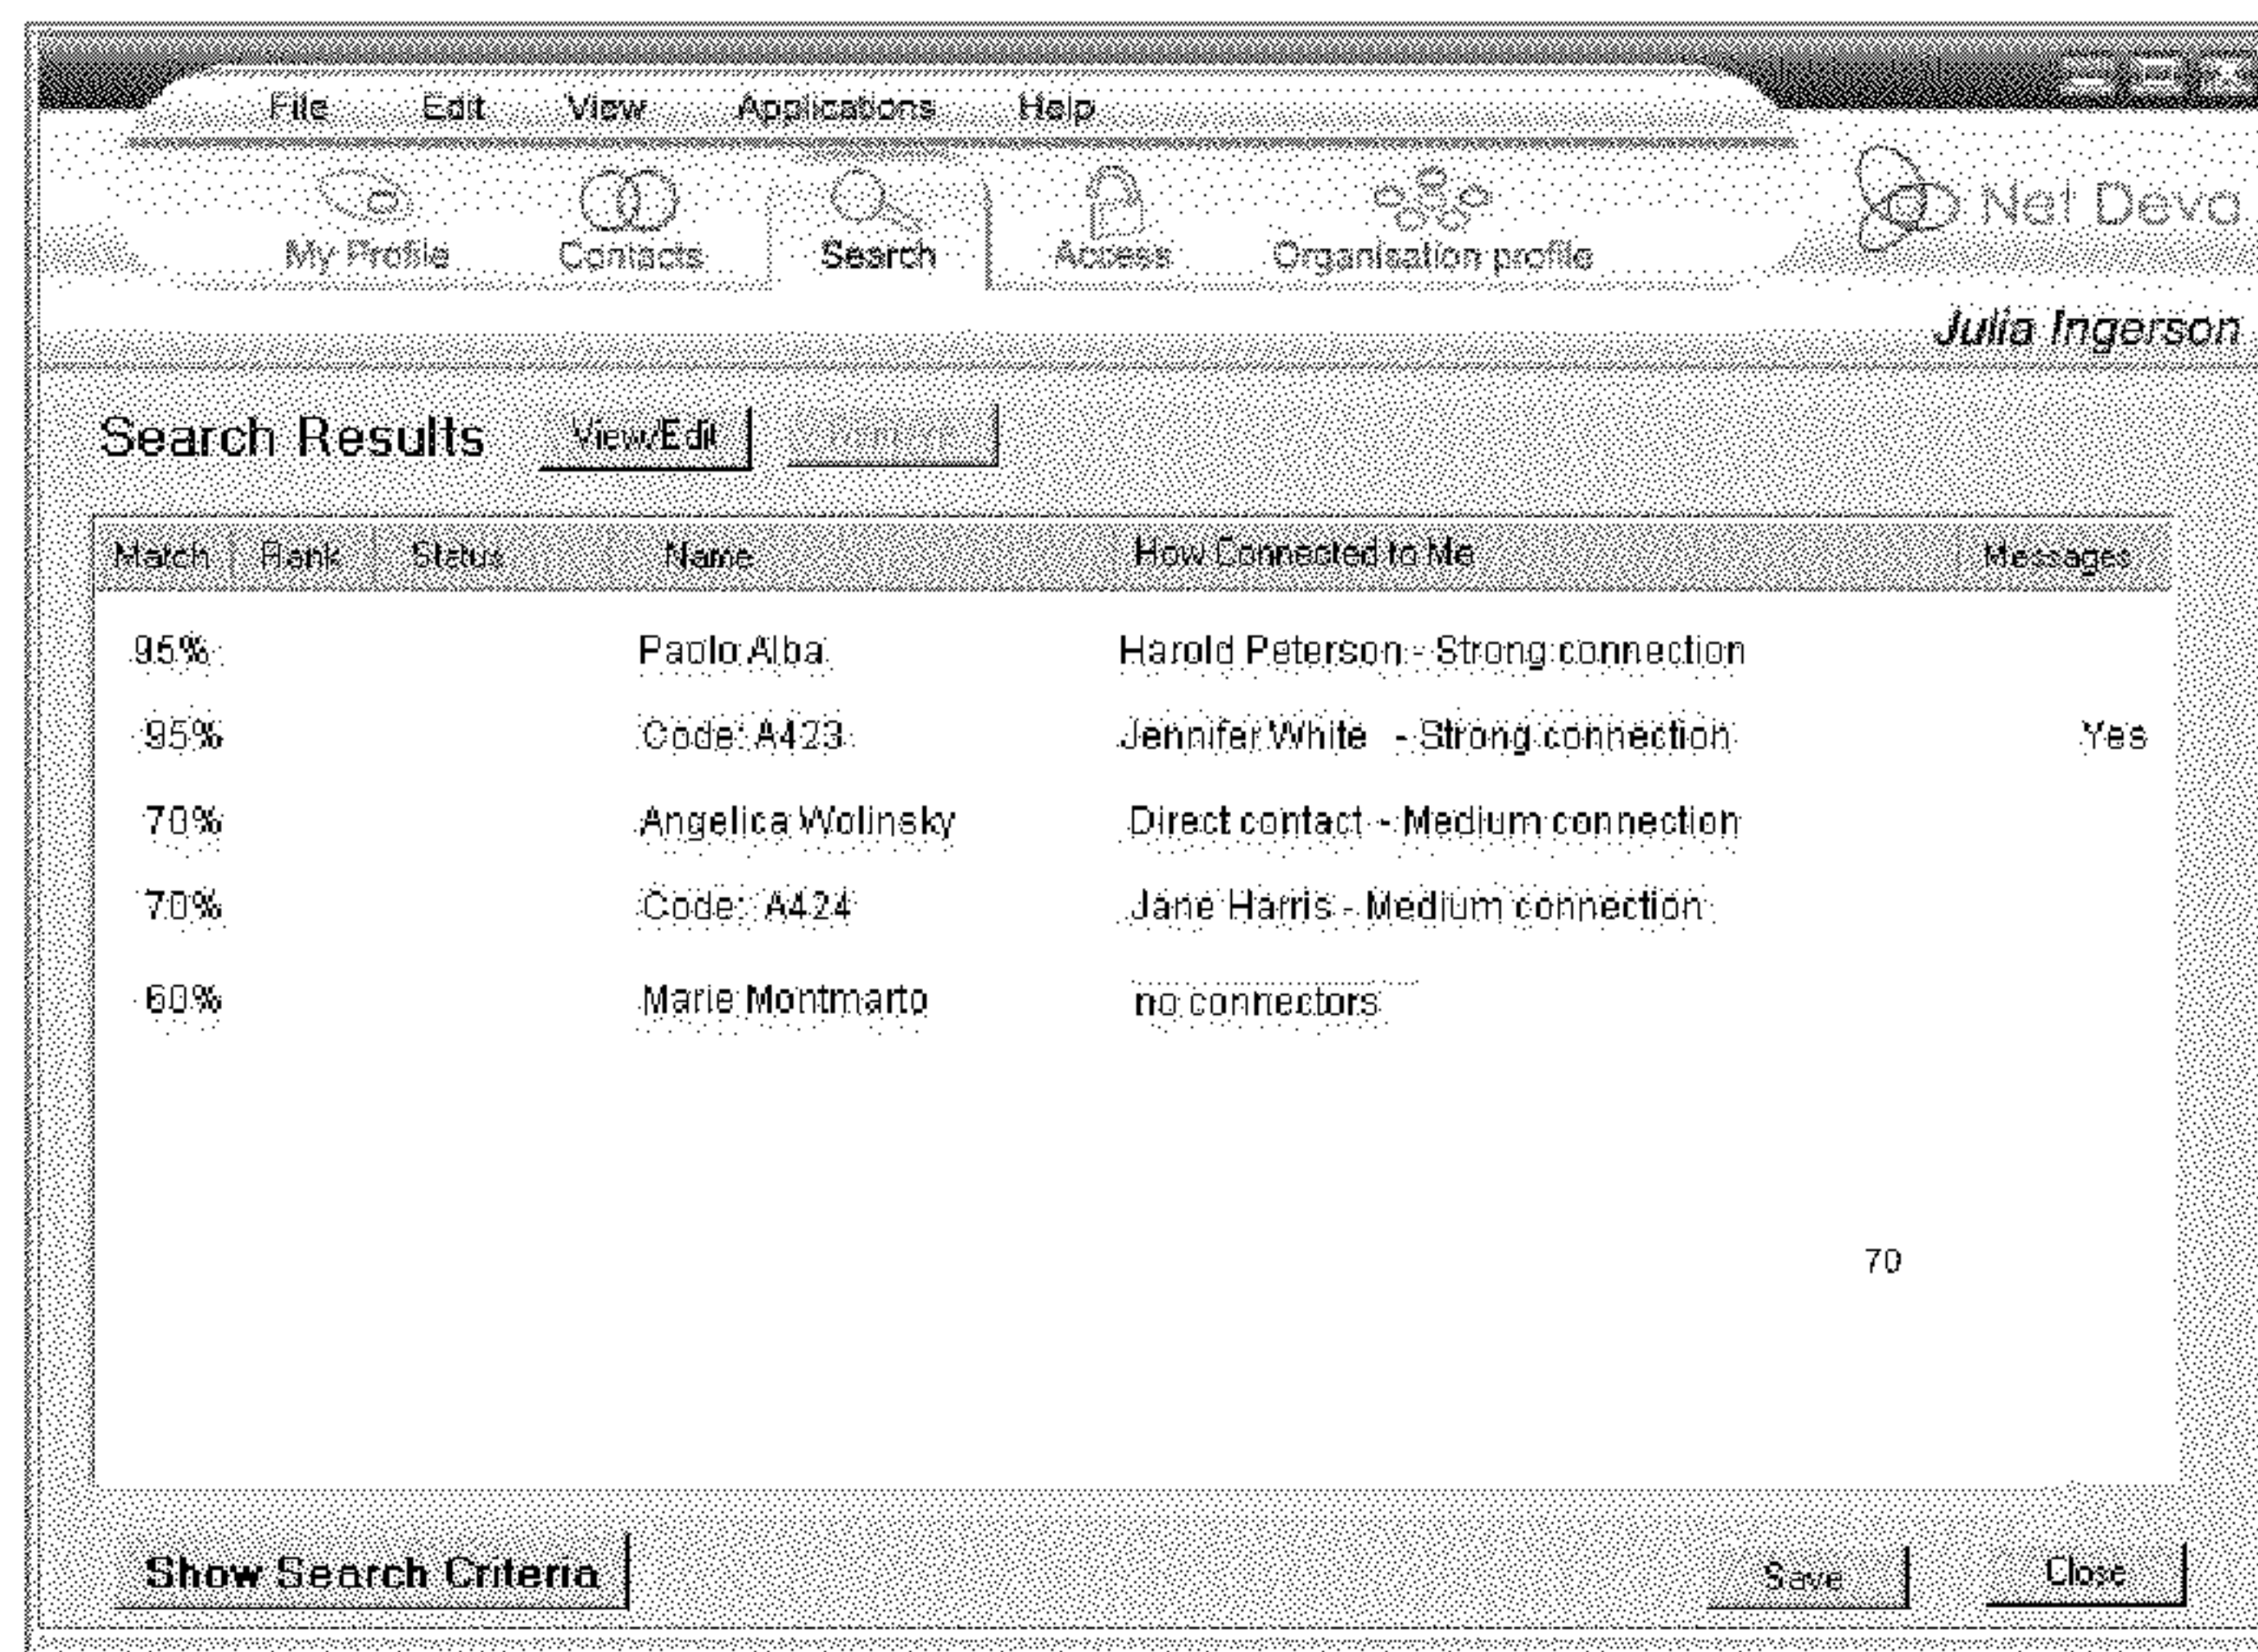 File Edit View Applications Help
My Profile Contacts Search Access Organisation profile
Net Deva
Julia Ingerson
Search Results View/Edit
Match Rank Status Name How Connected to Me Messages
95% Paolo Alba Harold Peterson - Strong connection
95% Code: A423 Jennifer White - Strong connection Yes
70% Angelica Wolinsky Direct contact - Medium connection
70% Code: A424 Jane Harris - Medium connection
60% Marie Montmarto no connectors
70
Show Search Criteria Save Close